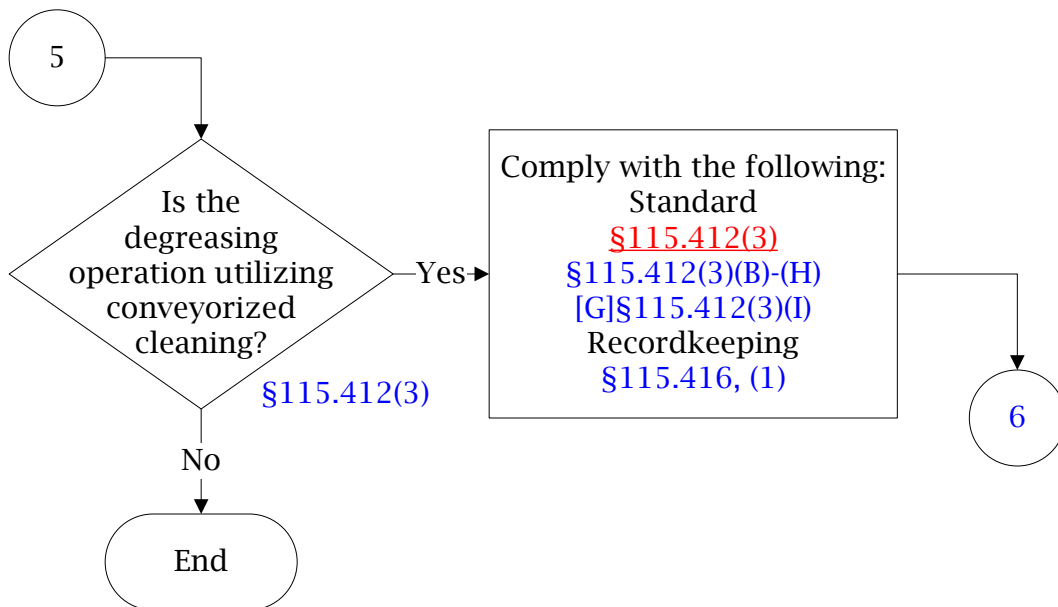 5
Is the
degreasing
operation utilizing
conveyorized
cleaning?
§115.412(3)
Yes
Comply with the following:
Standard
§115.412(3)
§115.412(3)(B)-(H)
[G]§115.412(3)(I)
Recordkeeping
§115.416, (1)
6
No
End